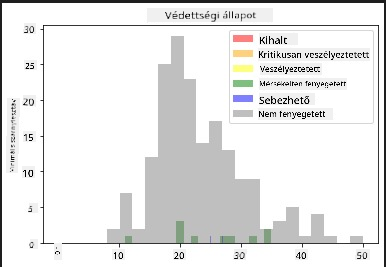 Védettségi állapot
Kihalt
Kritikusan veszélyeztetett
Veszélyeztetett
Mérsékelten fenyegetett
Sebezhető
Nem fenyegetett
30
25
20
15
10
5
0
10 20 30 40 50